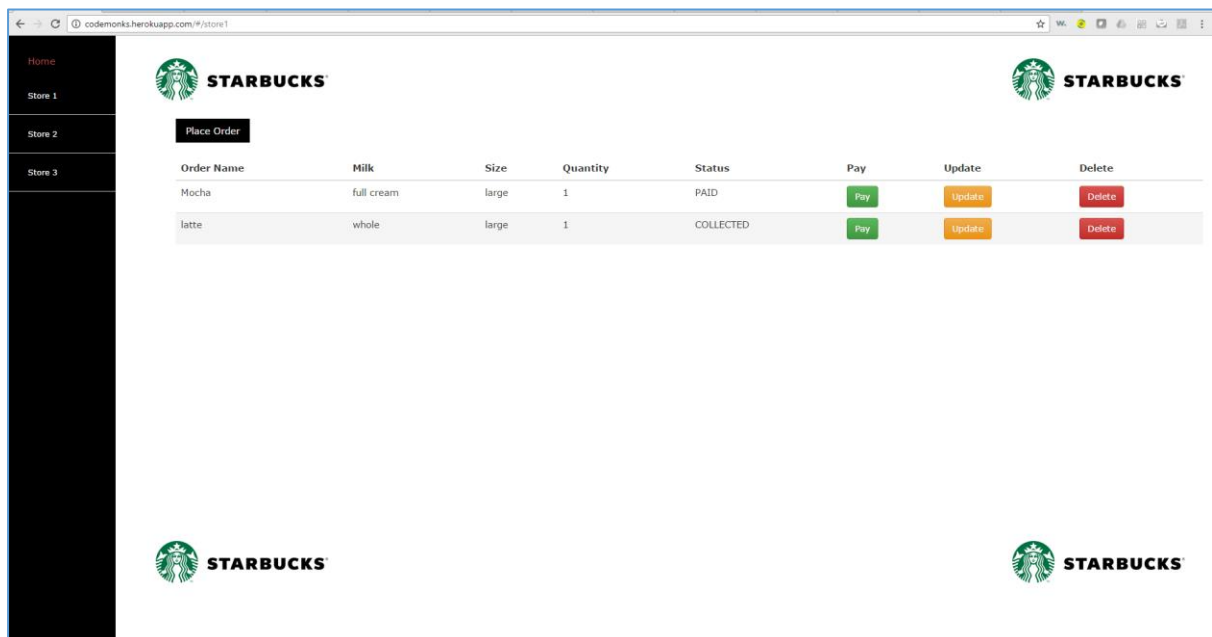 codemonks.herokuapp.com/#/store1
Home
Store 1
Store 2
Store 3
STARBUCKS STARBUCKS
Place Order
Order Name Milk Size Quantity Status Pay Update Delete
Mocha full cream large 1 PAID Pay Update Delete
latte whole large 1 COLLECTED Pay Update Delete
STARBUCKS STARBUCKS